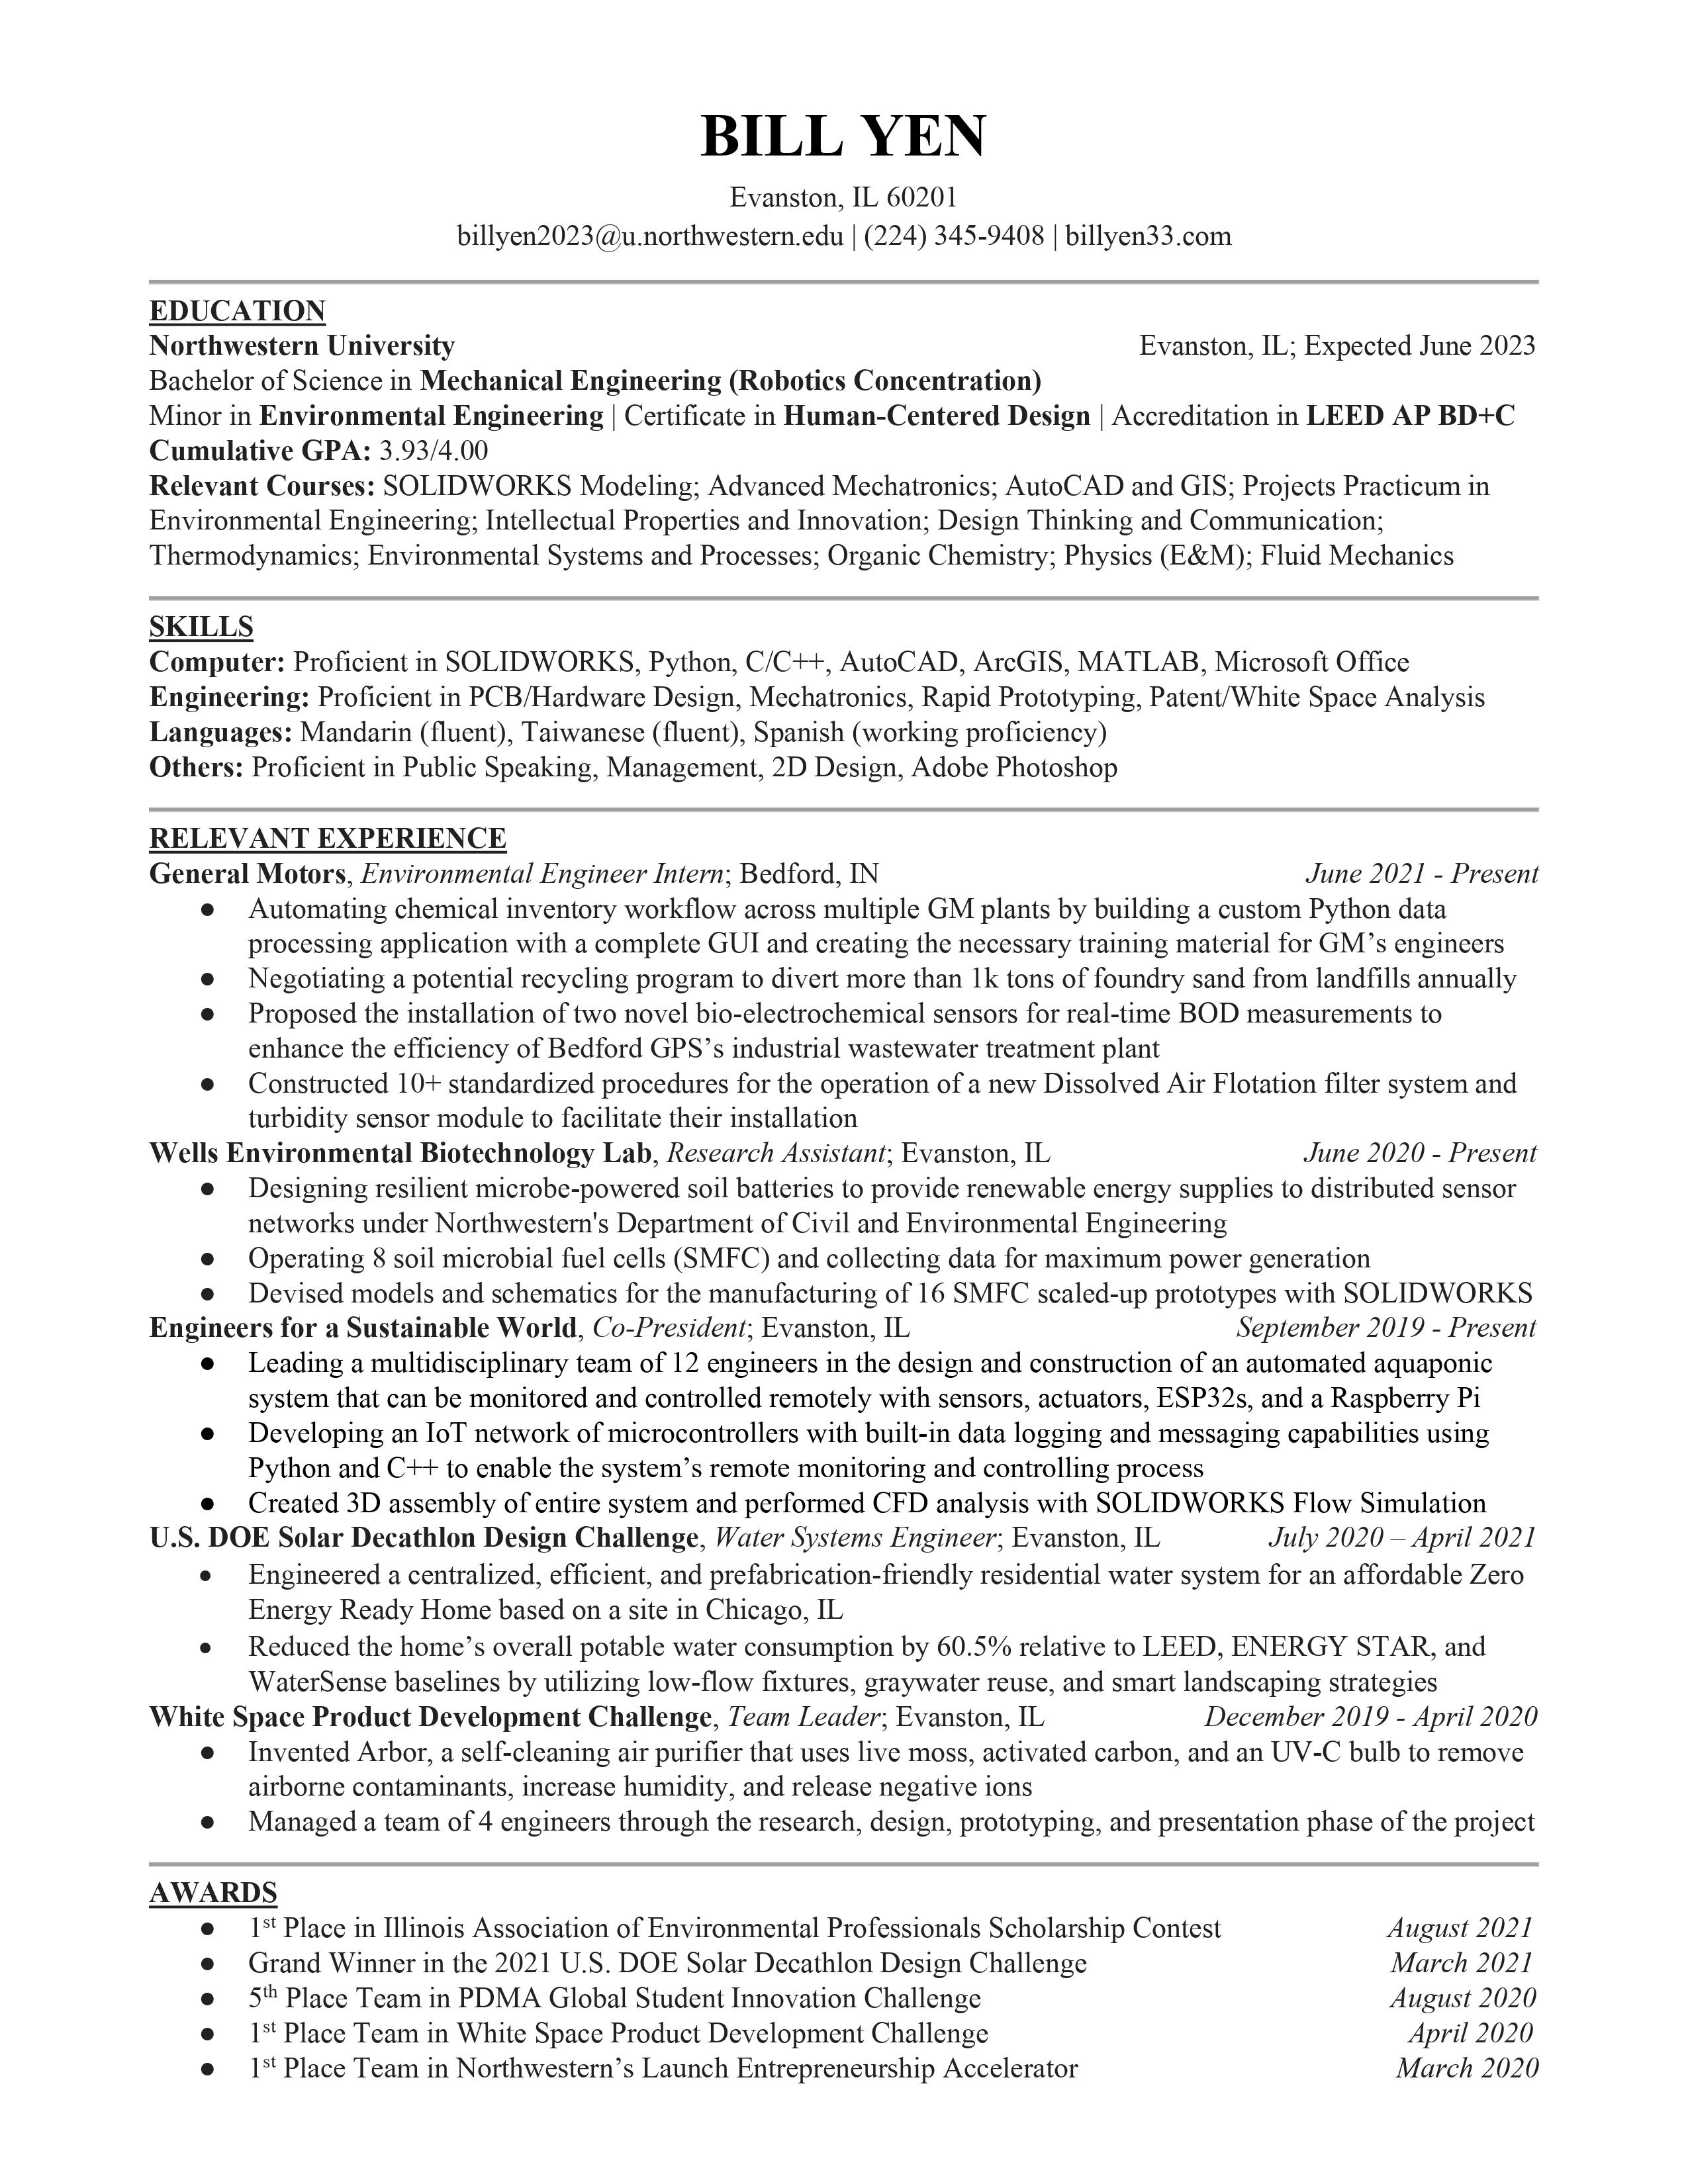 BILL YEN
Evanston, IL 60201
billyen2023@u.northwestern.edu | (224) 345-9408 | billyen33.com
EDUCATION
Northwestern University Evanston, IL; Expected June 2023
Bachelor of Science in Mechanical Engineering (Robotics Concentration)
Minor in Environmental Engineering | Certificate in Human-Centered Design | Accreditation in LEED AP BD+C
Cumulative GPA: 3.93/4.00
Relevant Courses: SOLIDWORKS Modeling; Advanced Mechatronics; AutoCAD and GIS; Projects Practicum in
Environmental Engineering; Intellectual Properties and Innovation; Design Thinking and Communication;
Thermodynamics; Environmental Systems and Processes; Organic Chemistry; Physics (E&M); Fluid Mechanics
SKILLS
Computer: Proficient in SOLIDWORKS, Python, C/C++, AutoCAD, ArcGIS, MATLAB, Microsoft Office
Engineering: Proficient in PCB/Hardware Design, Mechatronics, Rapid Prototyping, Patent/White Space Analysis
Languages: Mandarin (fluent), Taiwanese (fluent), Spanish (working proficiency)
Others: Proficient in Public Speaking, Management, 2D Design, Adobe Photoshop
RELEVANT EXPERIENCE
General Motors, Environmental Engineer Intern; Bedford, IN June 2021 - Present
● Automating chemical inventory workflow across multiple GM plants by building a custom Python data
processing application with a complete GUI and creating the necessary training material for GM’s engineers
● Negotiating a potential recycling program to divert more than 1k tons of foundry sand from landfills annually
● Proposed the installation of two novel bio-electrochemical sensors for real-time BOD measurements to
enhance the efficiency of Bedford GPS’s industrial wastewater treatment plant
● Constructed 10+ standardized procedures for the operation of a new Dissolved Air Flotation filter system and
turbidity sensor module to facilitate their installation
Wells Environmental Biotechnology Lab, Research Assistant; Evanston, IL June 2020 - Present
● Designing resilient microbe-powered soil batteries to provide renewable energy supplies to distributed sensor
networks under Northwestern's Department of Civil and Environmental Engineering
● Operating 8 soil microbial fuel cells (SMFC) and collecting data for maximum power generation
● Devised models and schematics for the manufacturing of 16 SMFC scaled-up prototypes with SOLIDWORKS
Engineers for a Sustainable World, Co-President; Evanston, IL September 2019 - Present
● Leading a multidisciplinary team of 12 engineers in the design and construction of an automated aquaponic
system that can be monitored and controlled remotely with sensors, actuators, ESP32s, and a Raspberry Pi
● Developing an IoT network of microcontrollers with built-in data logging and messaging capabilities using
Python and C++ to enable the system’s remote monitoring and controlling process
● Created 3D assembly of entire system and performed CFD analysis with SOLIDWORKS Flow Simulation
U.S. DOE Solar Decathlon Design Challenge, Water Systems Engineer; Evanston, IL July 2020 – April 2021
● Engineered a centralized, efficient, and prefabrication-friendly residential water system for an affordable Zero
Energy Ready Home based on a site in Chicago, IL
● Reduced the home’s overall potable water consumption by 60.5% relative to LEED, ENERGY STAR, and
WaterSense baselines by utilizing low-flow fixtures, graywater reuse, and smart landscaping strategies
White Space Product Development Challenge, Team Leader; Evanston, IL December 2019 - April 2020
● Invented Arbor, a self-cleaning air purifier that uses live moss, activated carbon, and an UV-C bulb to remove
airborne contaminants, increase humidity, and release negative ions
● Managed a team of 4 engineers through the research, design, prototyping, and presentation phase of the project
AWARDS
● 1st Place in Illinois Association of Environmental Professionals Scholarship Contest August 2021
● Grand Winner in the 2021 U.S. DOE Solar Decathlon Design Challenge March 2021
● 5th Place Team in PDMA Global Student Innovation Challenge August 2020
● 1st Place Team in White Space Product Development Challenge April 2020
● 1st Place Team in Northwestern’s Launch Entrepreneurship Accelerator March 2020